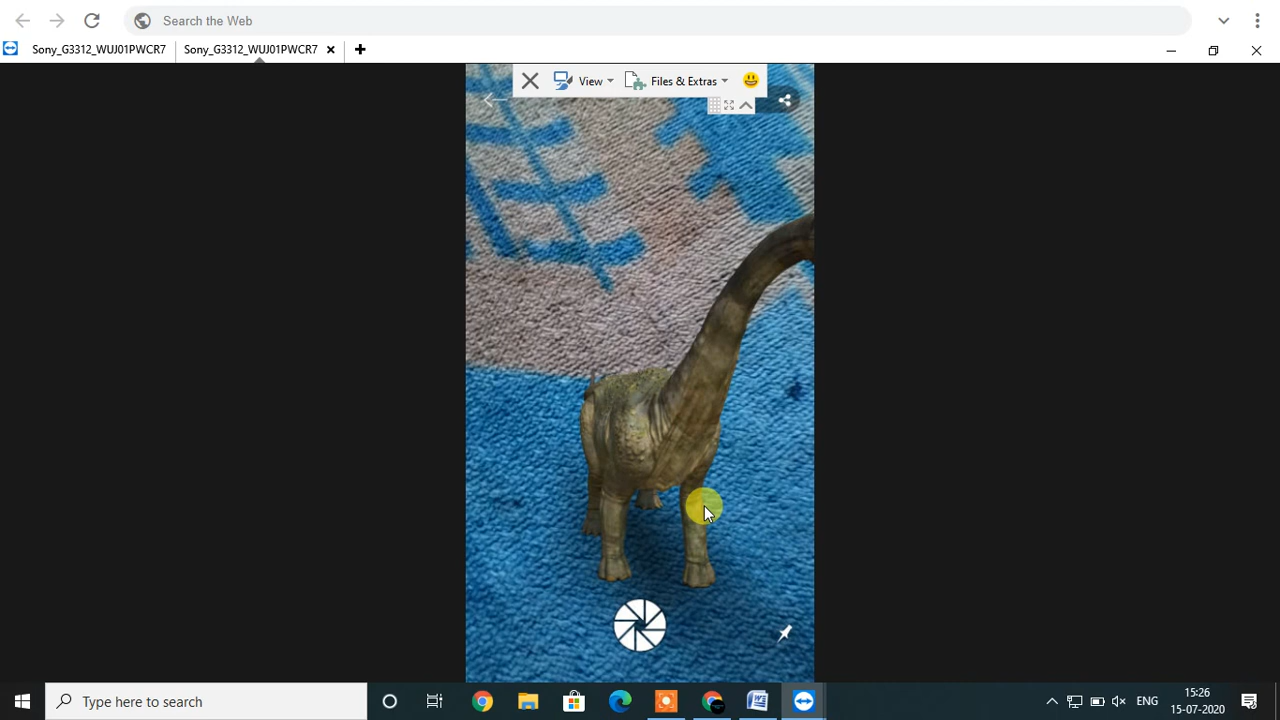 Search the Web
Sony_G3312_WUJ01PWCR7
Sony_G3312_WUJ01PWCR7
View
Files & Extras
Type here to search
ENG
15:26
15-07-2020